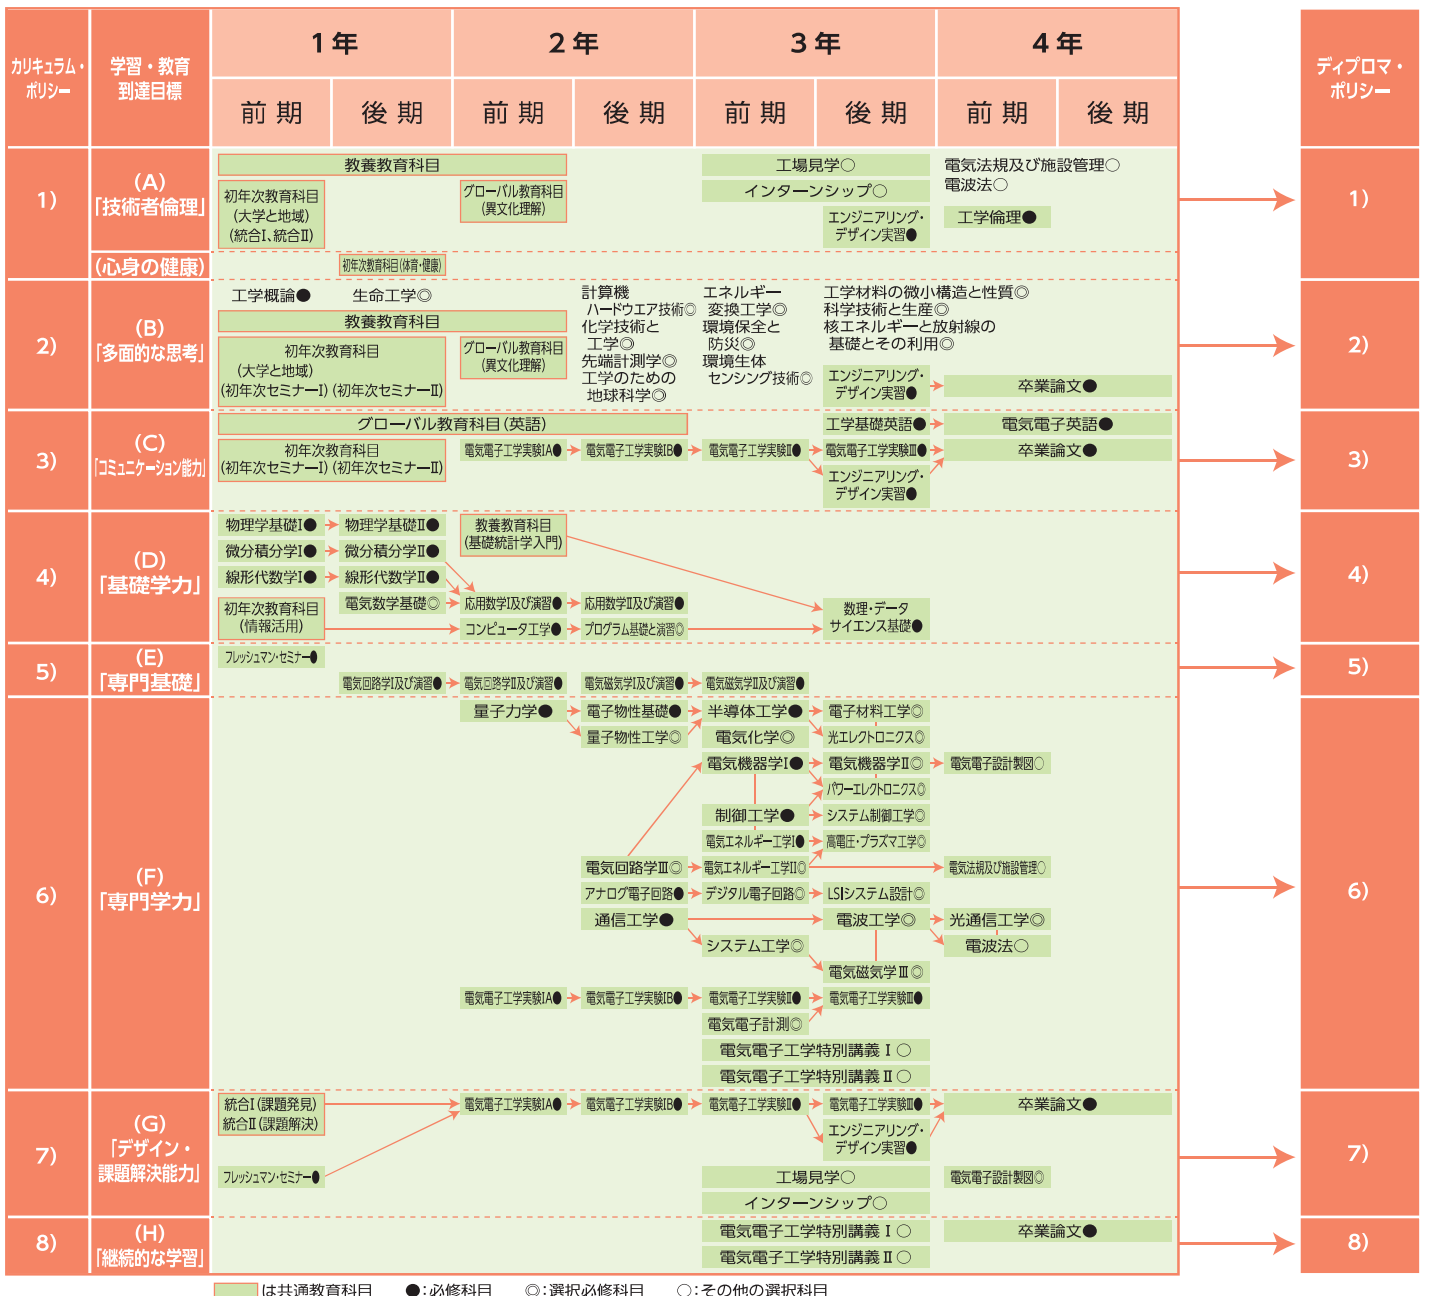 カリキュラム・
ポリシー
学習・教育
到達目標
1年
2年
3年
4年
ディプロマ・
ポリシー
前期
後期
前期
後期
前期
後期
前期
後期
1)
(A)
「技術者倫理」
教養教育科目
初年次教育科目
(大学と地域)
(統合Ⅰ、統合Ⅱ)
グローバル教育科目
(異文化理解)
工場見学○
インターンシップ○
エンジニアリング・
デザイン実習●
電気法規及び施設管理○
電波法○
工学倫理●
1)
(心身の健康)
初年次教育科目(体育・健康)
2)
(B)
「多面的な思考」
工学概論●
生命工学◎
教養教育科目
初年次教育科目
(大学と地域)
(初年次セミナーⅠ) (初年次セミナーⅡ)
グローバル教育科目
(異文化理解)
計算機
ハードウエア技術◎
化学技術と
工学◎
先端計測学◎
工学のための
地球科学◎
エネルギー
変換工学◎
環境保全と
防災◎
環境生体
センシング技術◎
工学材料の微小構造と性質◎
科学技術と生産◎
核エネルギーと放射線の
基礎とその利用◎
エンジニアリング・
デザイン実習●
卒業論文●
2)
3)
(C)
「コミュニケーション能力」
グローバル教育科目(英語)
初年次教育科目
(初年次セミナーⅠ) (初年次セミナーⅡ)
電気電子工学実験ⅠA●
電気電子工学実験ⅠB●
電気電子工学実験Ⅱ●
工学基礎英語●
電気電子工学実験Ⅲ●
エンジニアリング・
デザイン実習●
電気電子英語●
卒業論文●
3)
4)
(D)
「基礎学力」
物理学基礎Ⅰ●
物理学基礎Ⅱ●
微分積分学Ⅰ●
微分積分学Ⅱ●
線形代数学Ⅰ●
線形代数学Ⅱ●
教養教育科目
(基礎統計学入門)
初年次教育科目
(情報活用)
電気数学基礎◎
応用数学Ⅰ及び演習●
応用数学Ⅱ及び演習●
コンピュータ工学●
プログラム基礎と演習◎
数理・データ
サイエンス基礎●
4)
5)
(E)
「専門基礎」
フレッシュマン・セミナー●
電気回路学Ⅰ及び演習●
電気回路学Ⅱ及び演習●
電気磁気学Ⅰ及び演習●
電気磁気学Ⅱ及び演習●
5)
6)
(F)
「専門学力」
量子力学●
電子物性基礎●
半導体工学●
電子材料工学◎
量子物性工学◎
電気化学◎
光エレクトロニクス◎
電気機器学Ⅰ●
電気機器学Ⅱ◎
電気電子設計製図○
パワーエレクトロニクス◎
制御工学●
システム制御工学◎
電気エネルギー工学Ⅰ●
高電圧・プラズマ工学◎
電気回路学Ⅲ◎
電気エネルギー工学Ⅱ◎
電気法規及び施設管理○
アナログ電子回路●
デジタル電子回路◎
LSIシステム設計◎
通信工学●
電波工学◎
光通信工学◎
システム工学◎
電波法○
電気磁気学Ⅲ◎
電気電子工学実験ⅠA●
電気電子工学実験ⅠB●
電気電子工学実験Ⅱ●
電気電子工学実験Ⅲ●
電気電子計測◎
電気電子工学特別講義Ⅰ○
電気電子工学特別講義Ⅱ○
6)
7)
(G)
「デザイン・
課題解決能力」
統合Ⅰ(課題発見)
統合Ⅱ(課題解決)
フレッシュマン・セミナー●
電気電子工学実験ⅠA●
電気電子工学実験ⅠB●
電気電子工学実験Ⅱ●
電気電子工学実験Ⅲ●
エンジニアリング・
デザイン実習●
卒業論文●
工場見学○
電気電子設計製図◎
インターンシップ○
7)
8)
(H)
「継続的な学習」
電気電子工学特別講義Ⅰ○
電気電子工学特別講義Ⅱ○
卒業論文●
8)
は共通教育科目 ●:必修科目 ◎:選択必修科目 ○:その他の選択科目